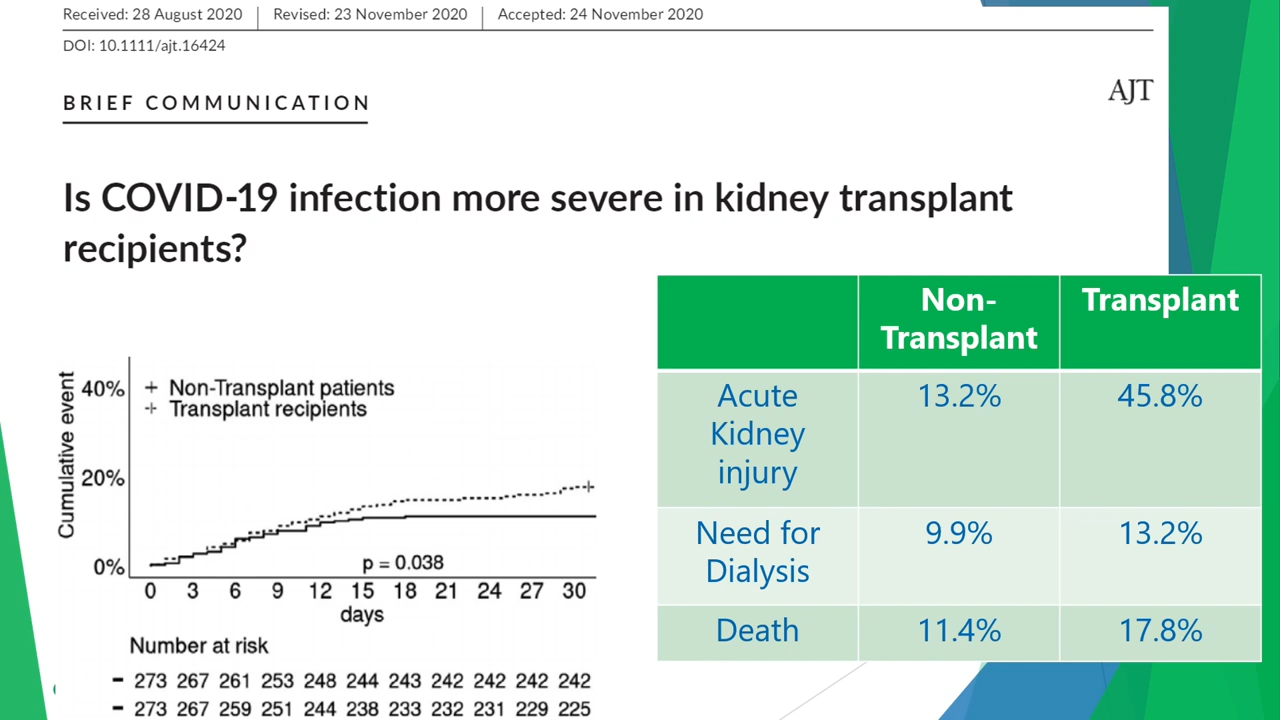 Received: 28 August 2020 | Revised: 23 November 2020 | Accepted: 24 November 2020
DOI: 10.1111/ajt.16424
BRIEF COMMUNICATION
AJT
Is COVID-19 infection more severe in kidney transplant
recipients?
Cumulative event
40%
20%
0%
+ Non-Transplant patients
+ Transplant recipients
p = 0.038
0 3 6 9 12 15 18 21 24 27 30
days
Number at risk
- 273 267 261 253 248 244 243 242 242 242 242
- 273 267 259 251 244 238 233 232 231 229 225
Non-
Transplant
Transplant
Acute
Kidney
injury
13.2%
45.8%
Need for
Dialysis
9.9%
13.2%
Death
11.4%
17.8%